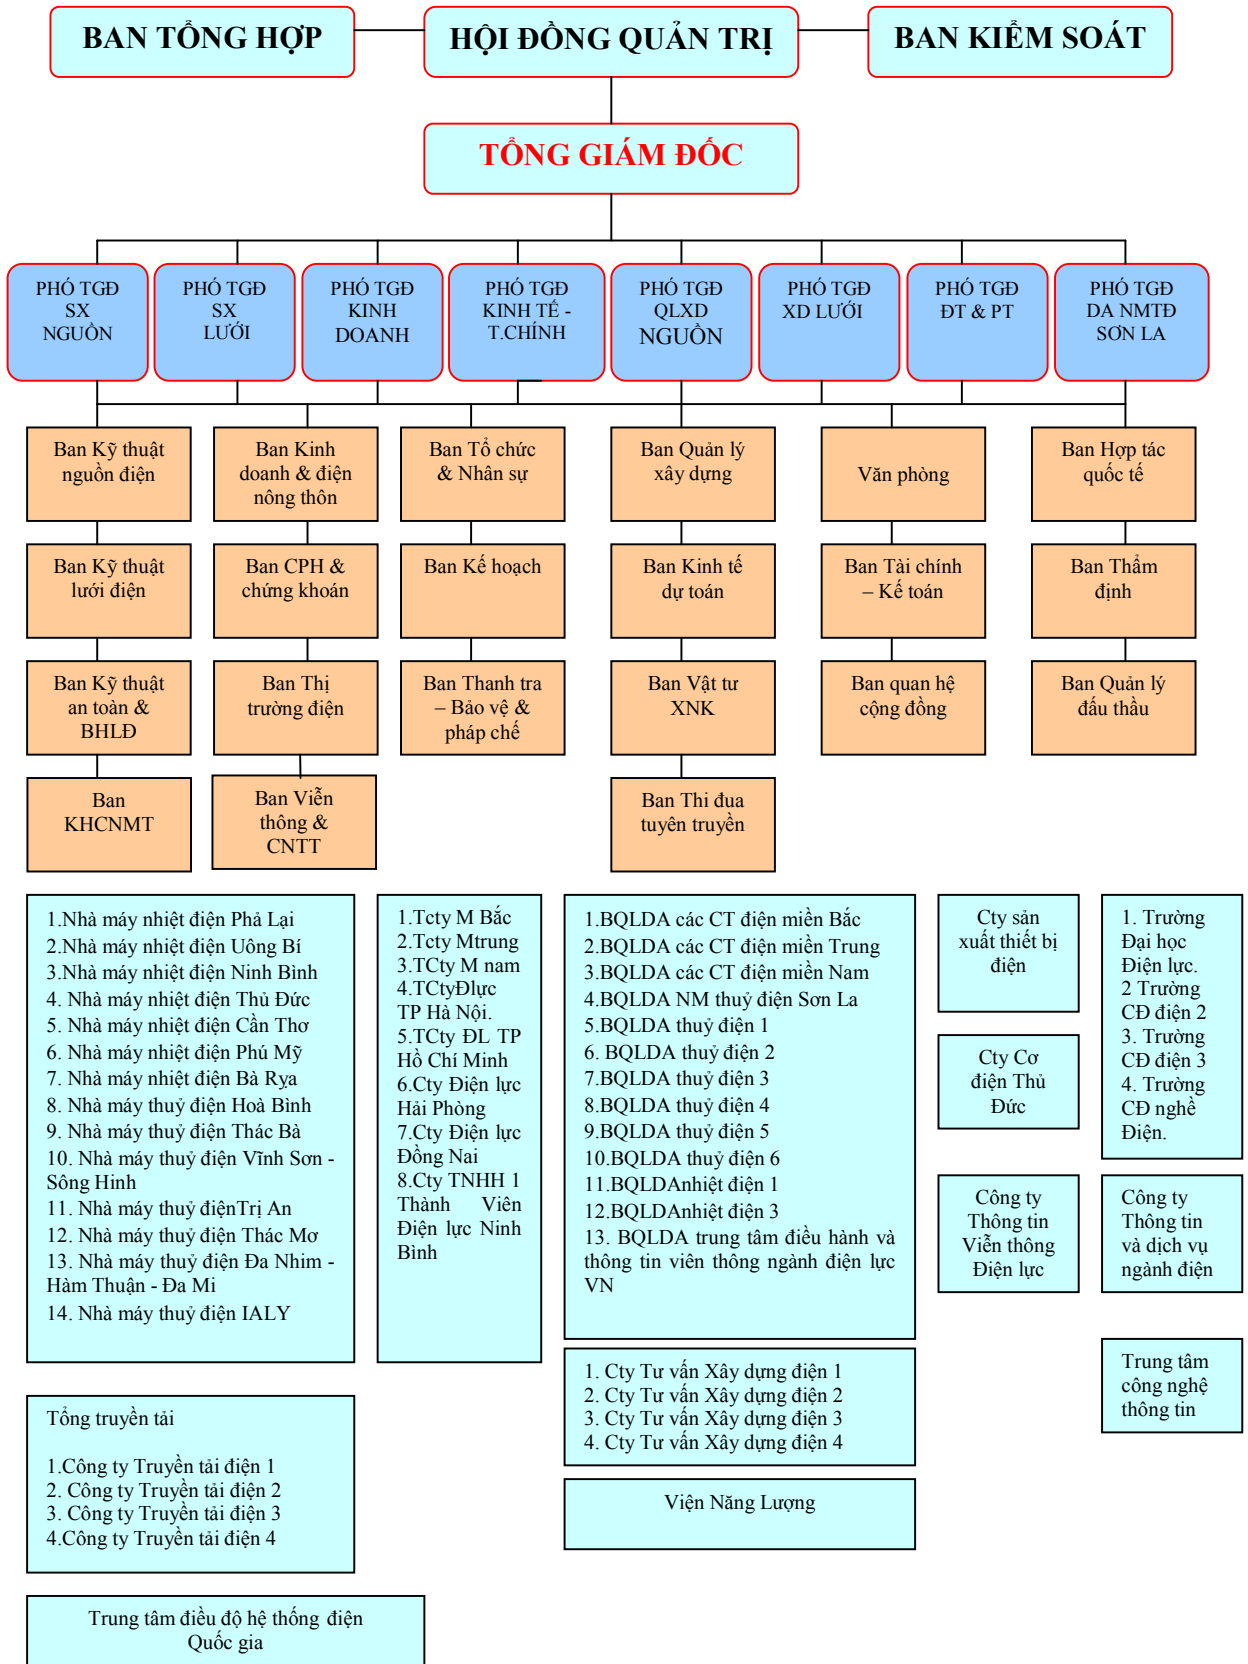 BAN TỔNG HỢP
HỘI ĐỒNG QUẢN TRỊ
BAN KIỂM SOÁT
TỔNG GIÁM ĐỐC
PHÓ TGĐ
SX
NGUỒN
PHÓ TGĐ
SX
LƯỚI
PHÓ TGĐ
KINH
DOANH
PHÓ TGĐ
KINH TẾ -
T.CHÍNH
PHÓ TGĐ
QLXD
NGUỒN
PHÓ TGĐ
XD LƯỚI
PHÓ TGĐ
ĐT & PT
PHÓ TGĐ
DA NMTĐ
SƠN LA
Ban Kỹ thuật
nguồn điện
Ban Kinh
doanh & điện
nông thôn
Ban Tổ chức
& Nhân sự
Ban Quản lý
xây dựng
Văn phòng
Ban Hợp tác
quốc tế
Ban Kỹ thuật
lưới điện
Ban CPH &
chứng khoán
Ban Kế hoạch
Ban Kinh tế
dự toán
Ban Tài chính
– Kế toán
Ban Thẩm
định
Ban Kỹ thuật
an toàn &
BHLĐ
Ban Thị
trường điện
Ban Thanh tra
– Bảo vệ &
pháp chế
Ban Vật tư
XNK
Ban quan hệ
cộng đồng
Ban Quản lý
đấu thầu
Ban
KHCNMT
Ban Viễn
thông &
CNTT
Ban Thi đua
tuyên truyền
1.Nhà máy nhiệt điện Phả Lại
2.Nhà máy nhiệt điện Uông Bí
3.Nhà máy nhiệt điện Ninh Bình
4. Nhà máy nhiệt điện Thủ Đức
5. Nhà máy nhiệt điện Cần Thơ
6. Nhà máy nhiệt điện Phú Mỹ
7. Nhà máy nhiệt điện Bà Rỵa
8. Nhà máy thuỷ điện Hoà Bình
9. Nhà máy thuỷ điện Thác Bà
10. Nhà máy thuỷ điện Vĩnh Sơn -
Sông Hinh
11. Nhà máy thuỷ điệnTrị An
12. Nhà máy thuỷ điện Thác Mơ
13. Nhà máy thuỷ điện Đa Nhim -
Hàm Thuận - Đa Mi
14. Nhà máy thuỷ điện IALY
1.Tcty M Bắc
2.Tcty Mtrung
3.TCty M nam
4.TCtyĐlực
TP Hà Nội.
5.TCty ĐL TP
Hồ Chí Minh
6.Cty Điện lực
Hải Phòng
7.Cty Điện lực
Đồng Nai
8.Cty TNHH 1
Thành Viên
Điện lực Ninh
Bình
1.BQLDA các CT điện miền Bắc
2.BQLDA các CT điện miền Trung
3.BQLDA các CT điện miền Nam
4.BQLDA NM thuỷ điện Sơn La
5.BQLDA thuỷ điện 1
6. BQLDA thuỷ điện 2
7.BQLDA thuỷ điện 3
8.BQLDA thuỷ điện 4
9.BQLDA thuỷ điện 5
10.BQLDA thuỷ điện 6
11.BQLDAnhiệt điện 1
12.BQLDAnhiệt điện 3
13. BQLDA trung tâm điều hành và
thông tin viên thông ngành điện lực
VN
Cty sản
xuất thiết bị
điện
1. Trường
Đại học
Điện lực.
2 Trường
CĐ điện 2
3. Trường
CĐ điện 3
4. Trường
CĐ nghề
Điện.
Cty Cơ
điện Thủ
Đức
Công ty
Thông tin
Viễn thông
Điện lực
Công ty
Thông tin
và dịch vụ
ngành điện
1. Cty Tư vấn Xây dựng điện 1
2. Cty Tư vấn Xây dựng điện 2
3. Cty Tư vấn Xây dựng điện 3
4. Cty Tư vấn Xây dựng điện 4
Trung tâm
công nghệ
thông tin
Tổng truyền tải
1.Công ty Truyền tải điện 1
2. Công ty Truyền tải điện 2
3. Công ty Truyền tải điện 3
4.Công ty Truyền tải điện 4
Viện Năng Lượng
Trung tâm điều độ hệ thống điện
Quốc gia